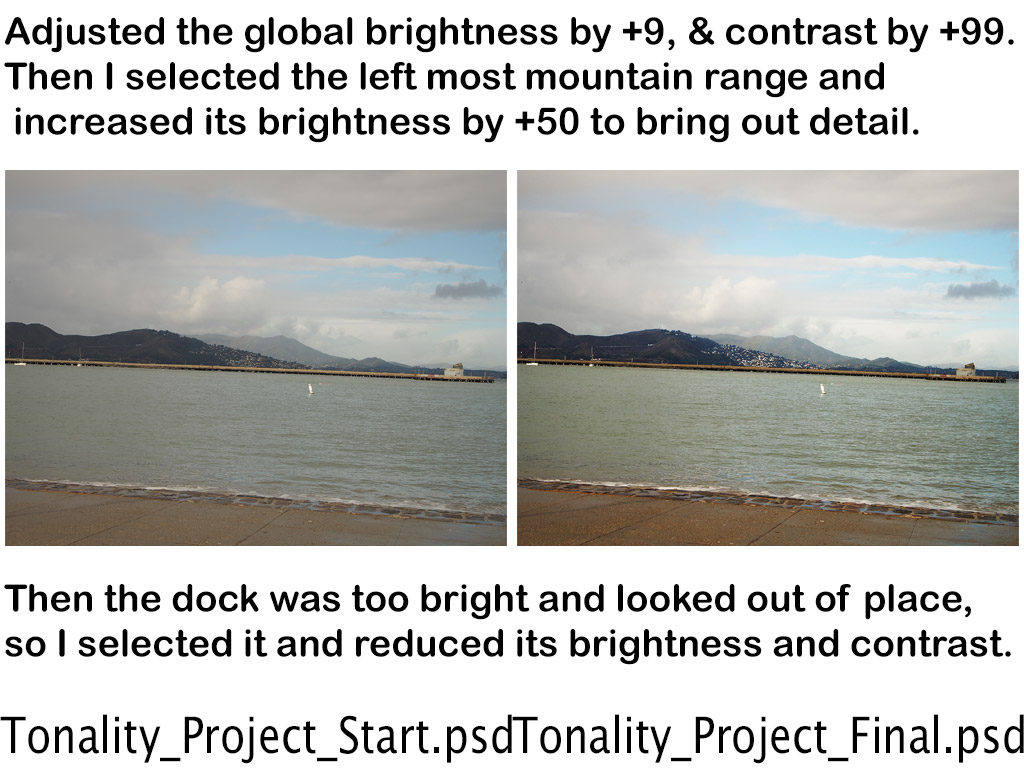 Adjusted the global brightness by +9, & contrast by +99.
Then I selected the left most mountain range and
increased its brightness by +50 to bring out detail.
Then the dock was too bright and looked out of place,
so I selected it and reduced its brightness and contrast.
Tonality_Project_Start.psdTonality_Project_Final.psd